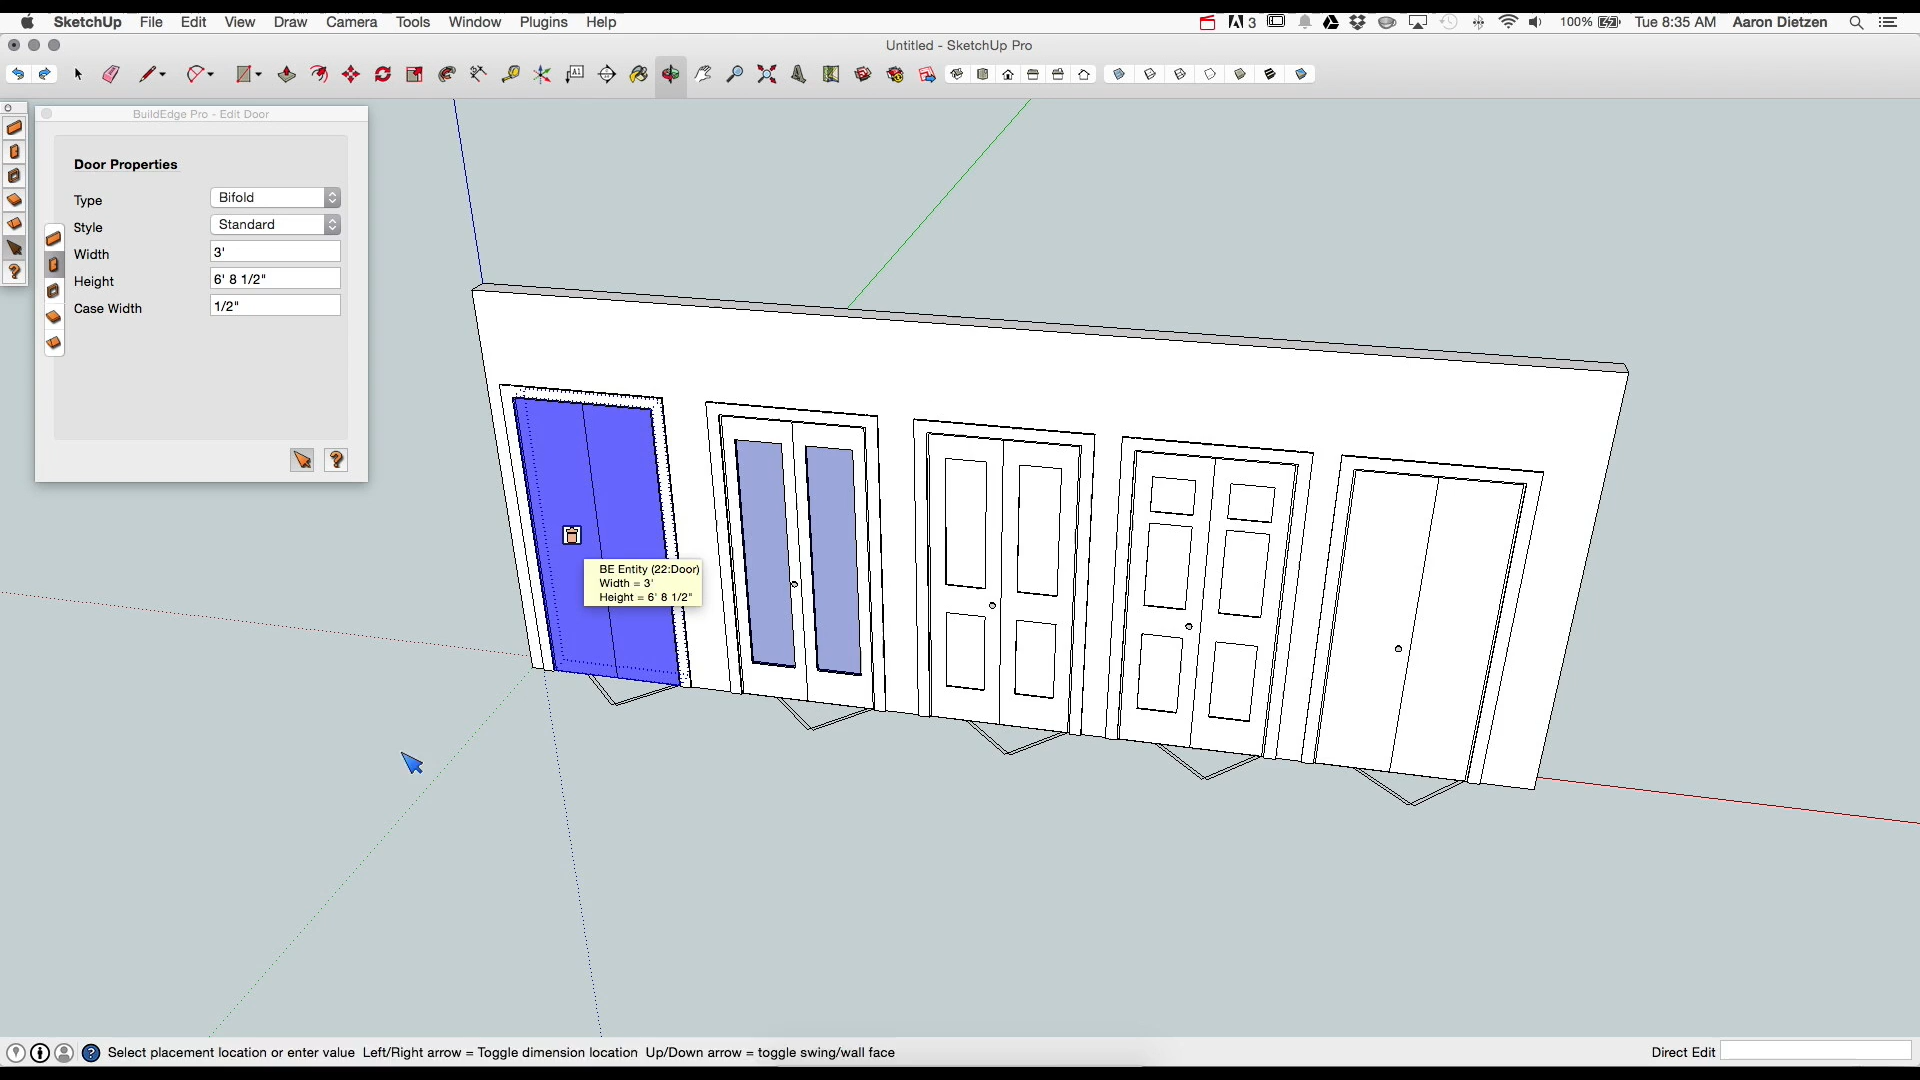 SketchUp File Edit View Draw Camera Tools Window Plugins Help 3 100% Tue 8:35 AM Aaron Dietzen
Untitled - SketchUp Pro
A1
BuildEdge Pro - Edit Door
Door Properties
Type Bifold
Style Standard
Width 3'
Height 6' 8 1/2"
Case Width 1/2"
BE Entity (22:Door)
Width = 3'
Height = 6' 8 1/2"
Select placement location or enter value Left/Right arrow = Toggle dimension location Up/Down arrow = toggle swing/wall face Direct Edit